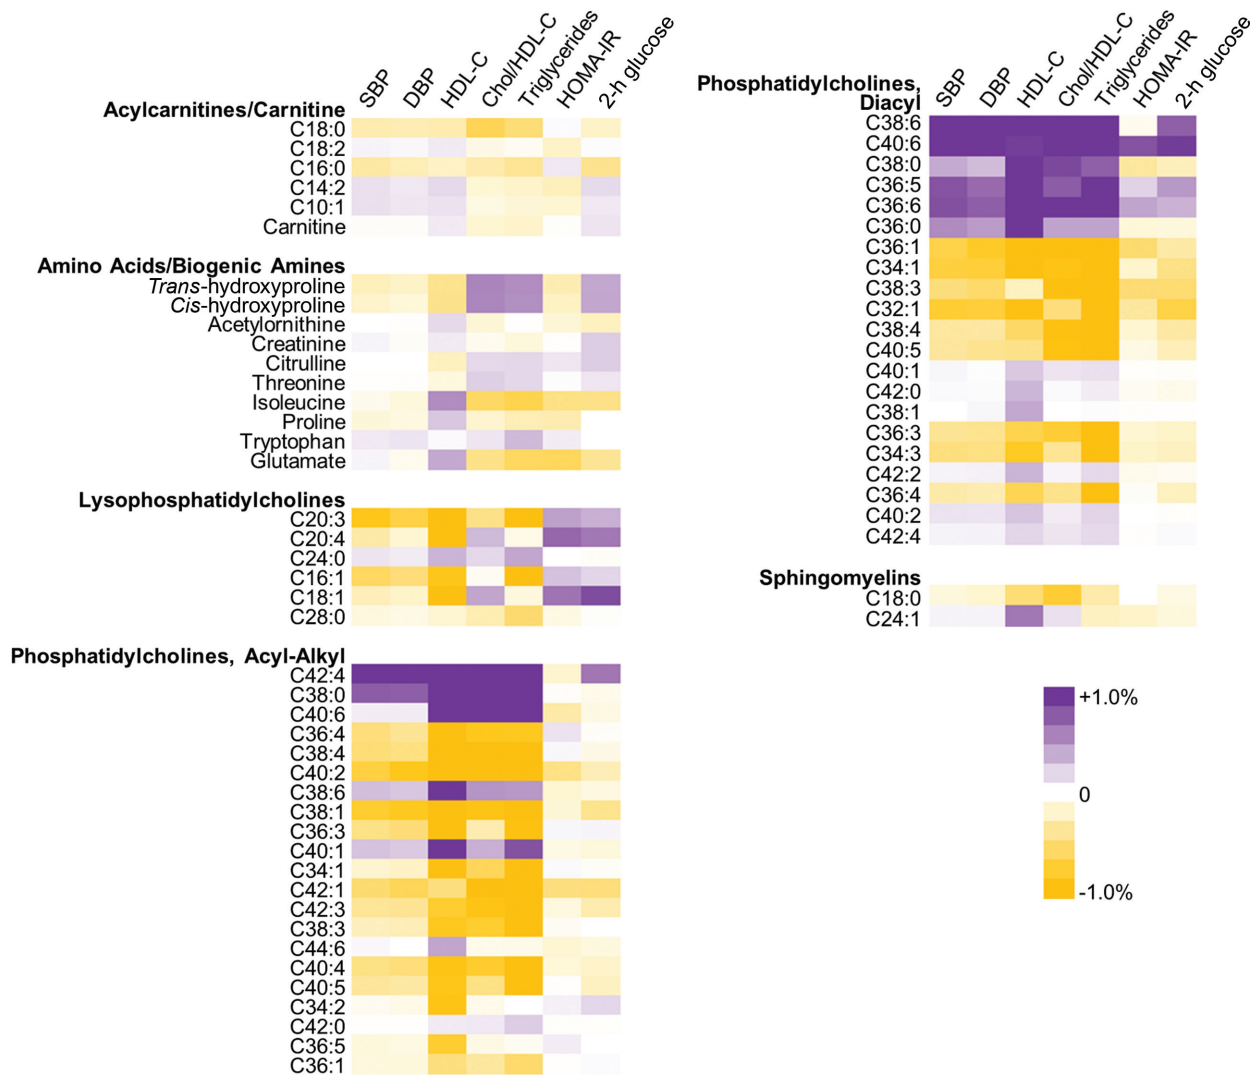 SBP
DBP
HDL-C
Chol/HDL-C
Triglycerides
HOMA-IR
2-h glucose
Acylcarnitines/Carnitine
C18:0
C18:2
C16:0
C14:2
C10:1
Carnitine
Amino Acids/Biogenic Amines
Trans-hydroxyproline
Cis-hydroxyproline
Acetylornithine
Creatinine
Citrulline
Threonine
Isoleucine
Proline
Tryptophan
Glutamate
Lysophosphatidylcholines
C20:3
C20:4
C24:0
C16:1
C18:1
C28:0
Phosphatidylcholines, Acyl-Alkyl
C42:4
C38:0
C40:6
C36:4
C38:4
C40:2
C38:6
C38:1
C36:3
C40:1
C34:1
C42:1
C42:3
C38:3
C44:6
C40:4
C40:5
C34:2
C42:0
C36:5
C36:1
SBP
DBP
HDL-C
Chol/HDL-C
Triglycerides
HOMA-IR
2-h glucose
Phosphatidylcholines,
Diacyl
C38:6
C40:6
C38:0
C36:5
C36:6
C36:0
C36:1
C34:1
C38:3
C32:1
C38:4
C40:5
C40:1
C42:0
C38:1
C36:3
C34:3
C42:2
C36:4
C40:2
C42:4
Sphingomyelins
C18:0
C24:1
+1.0%
0
-1.0%